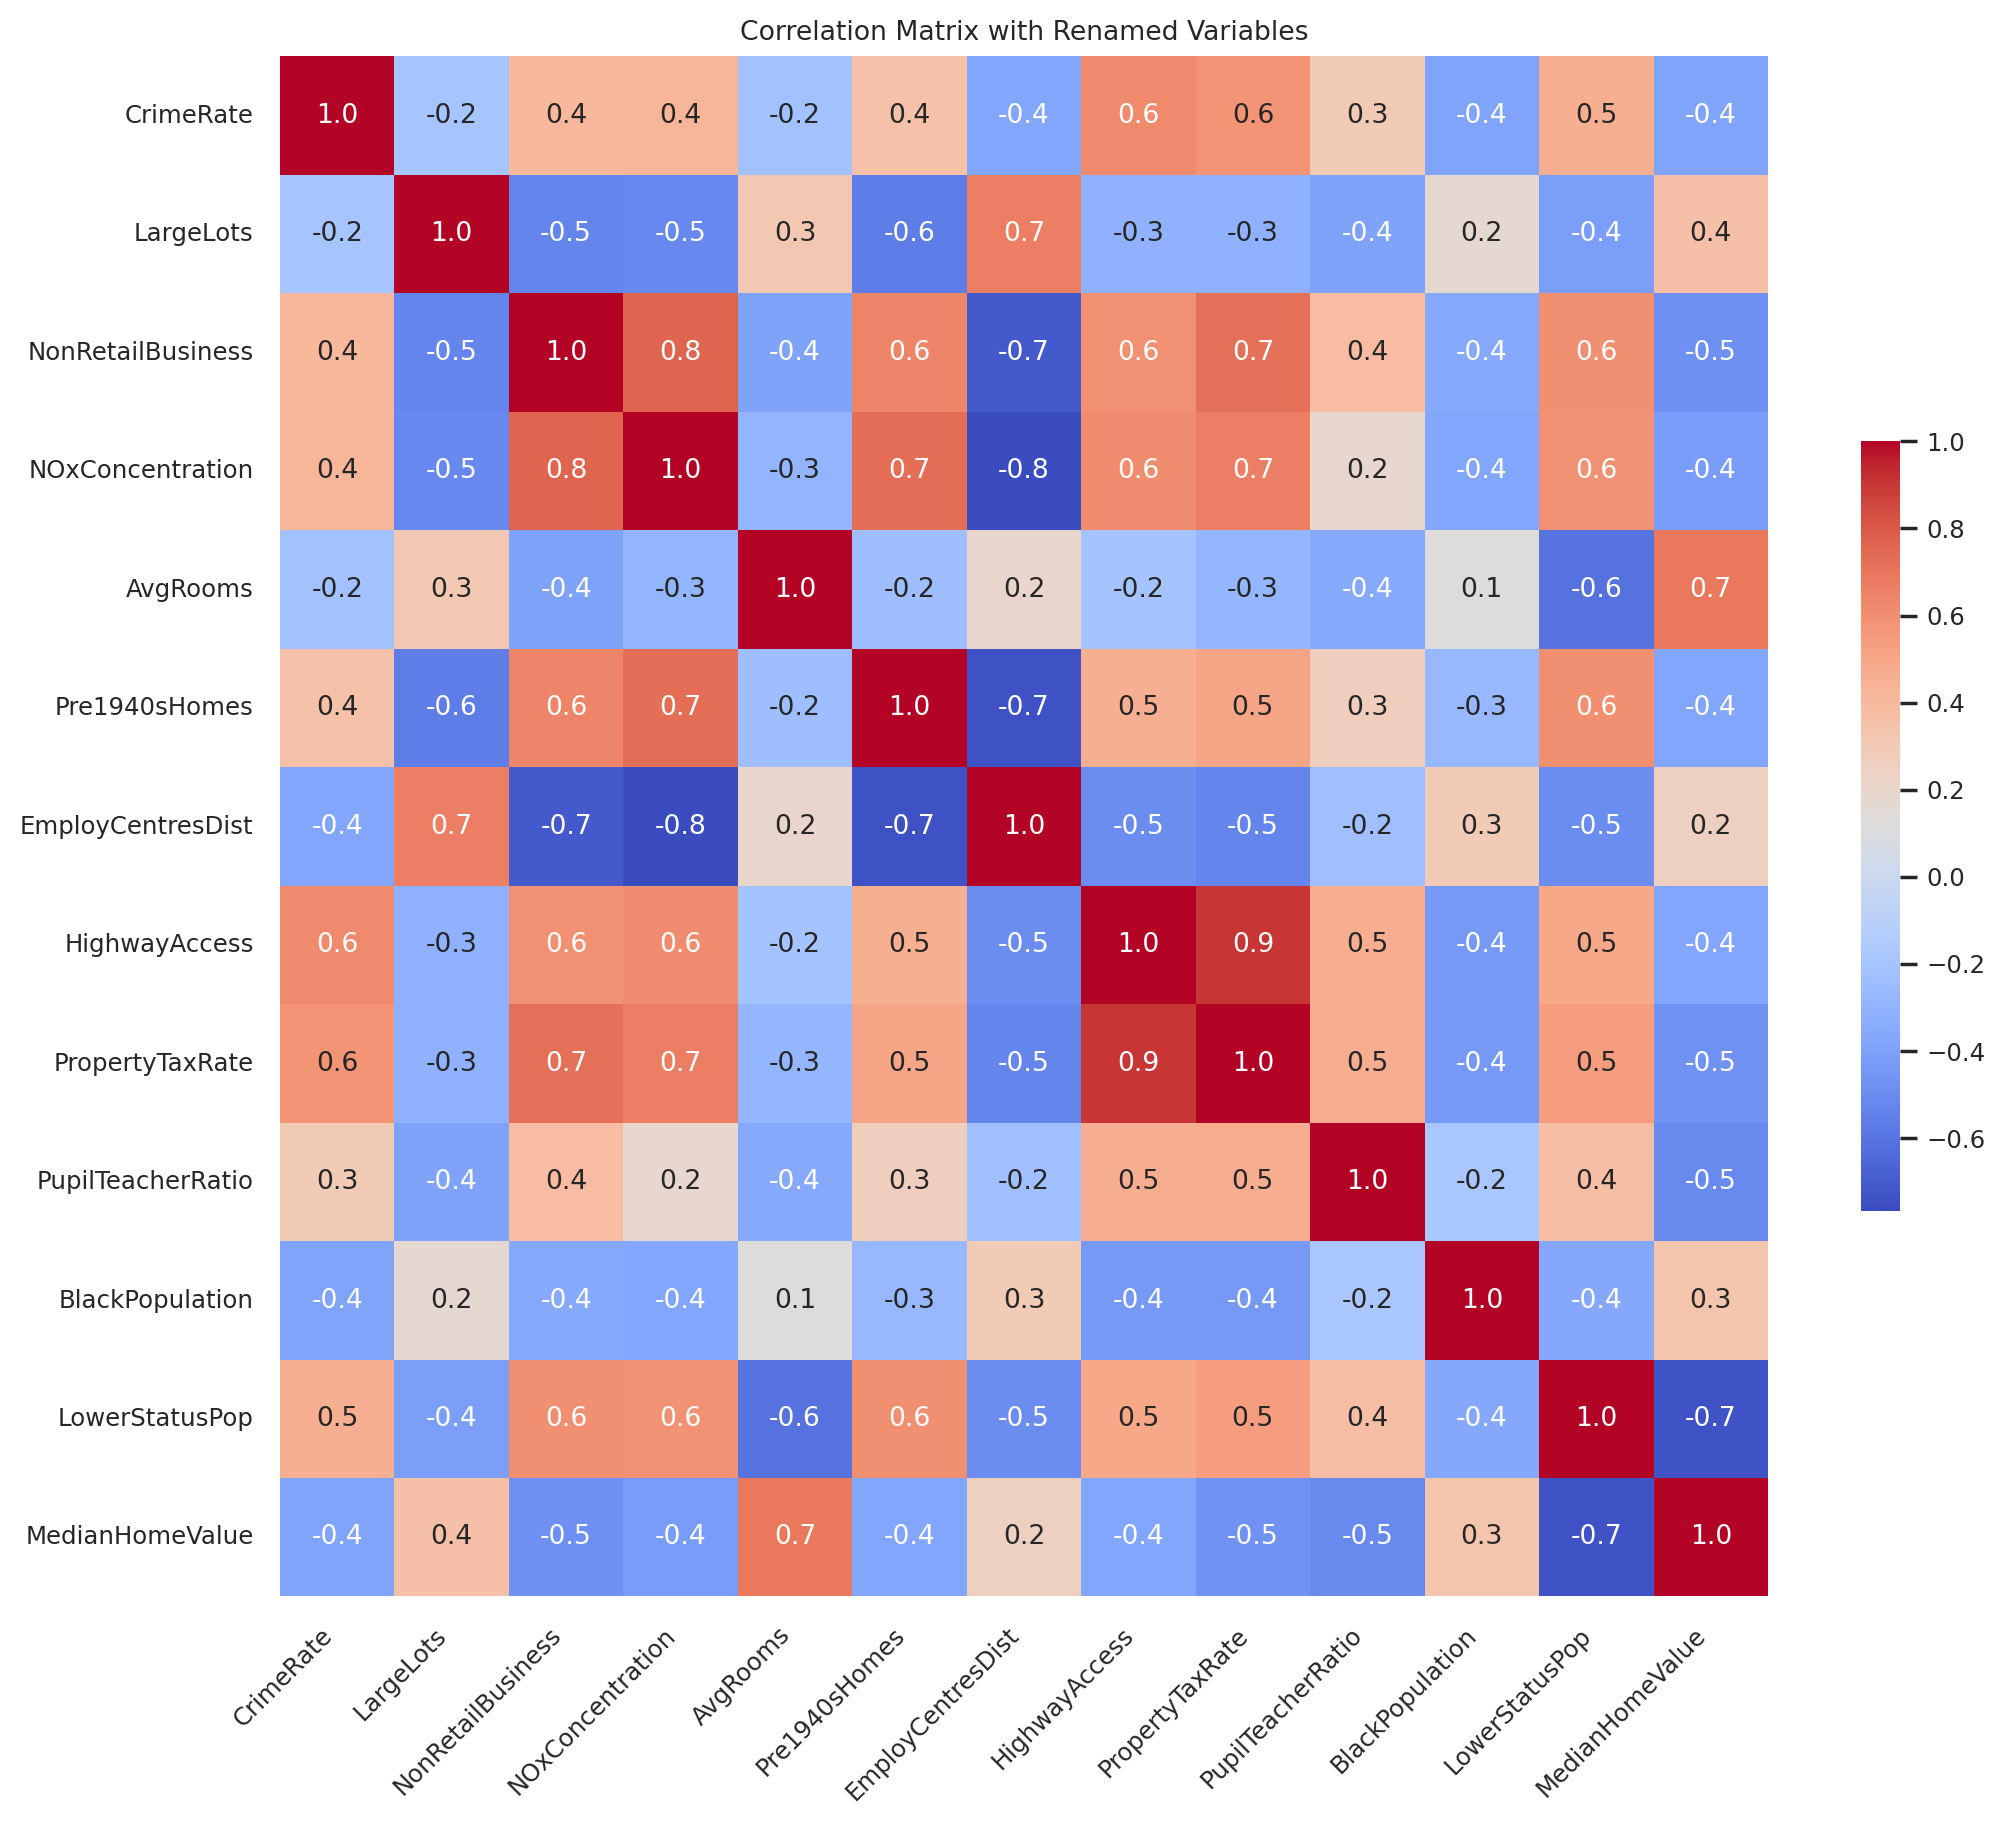 Correlation Matrix with Renamed Variables
CrimeRate 1.0 -0.2 0.4 0.4 -0.2 0.4 -0.4 0.6 0.6 0.3 -0.4 0.5 -0.4
LargeLots -0.2 1.0 -0.5 -0.5 0.3 -0.6 0.7 -0.3 -0.3 -0.4 0.2 -0.4 0.4
NonRetailBusiness 0.4 -0.5 1.0 0.8 -0.4 0.6 -0.7 0.6 0.7 0.4 -0.4 0.6 -0.5
NOxConcentration 0.4 -0.5 0.8 1.0 -0.3 0.7 -0.8 0.6 0.7 0.2 -0.4 0.6 -0.4
AvgRooms -0.2 0.3 -0.4 -0.3 1.0 -0.2 0.2 -0.2 -0.3 -0.4 0.1 -0.6 0.7
Pre1940sHomes 0.4 -0.6 0.6 0.7 -0.2 1.0 -0.7 0.5 0.5 0.3 -0.3 0.6 -0.4
EmployCentresDist -0.4 0.7 -0.7 -0.8 0.2 -0.7 1.0 -0.5 -0.5 -0.2 0.3 -0.5 0.2
HighwayAccess 0.6 -0.3 0.6 0.6 -0.2 0.5 -0.5 1.0 0.9 0.5 -0.4 0.5 -0.4
PropertyTaxRate 0.6 -0.3 0.7 0.7 -0.3 0.5 -0.5 0.9 1.0 0.5 -0.4 0.5 -0.5
PupilTeacherRatio 0.3 -0.4 0.4 0.2 -0.4 0.3 -0.2 0.5 0.5 1.0 -0.2 0.4 -0.5
BlackPopulation -0.4 0.2 -0.4 -0.4 0.1 -0.3 0.3 -0.4 -0.4 -0.2 1.0 -0.4 0.3
LowerStatusPop 0.5 -0.4 0.6 0.6 -0.6 0.6 -0.5 0.5 0.5 0.4 -0.4 1.0 -0.7
MedianHomeValue -0.4 0.4 -0.5 -0.4 0.7 -0.4 0.2 -0.4 -0.5 -0.5 0.3 -0.7 1.0
CrimeRate
LargeLots
NonRetailBusiness
NOxConcentration
AvgRooms
Pre1940sHomes
EmployCentresDist
HighwayAccess
PropertyTaxRate
PupilTeacherRatio
BlackPopulation
LowerStatusPop
MedianHomeValue
1.0
0.8
0.6
0.4
0.2
0.0
−0.2
−0.4
−0.6